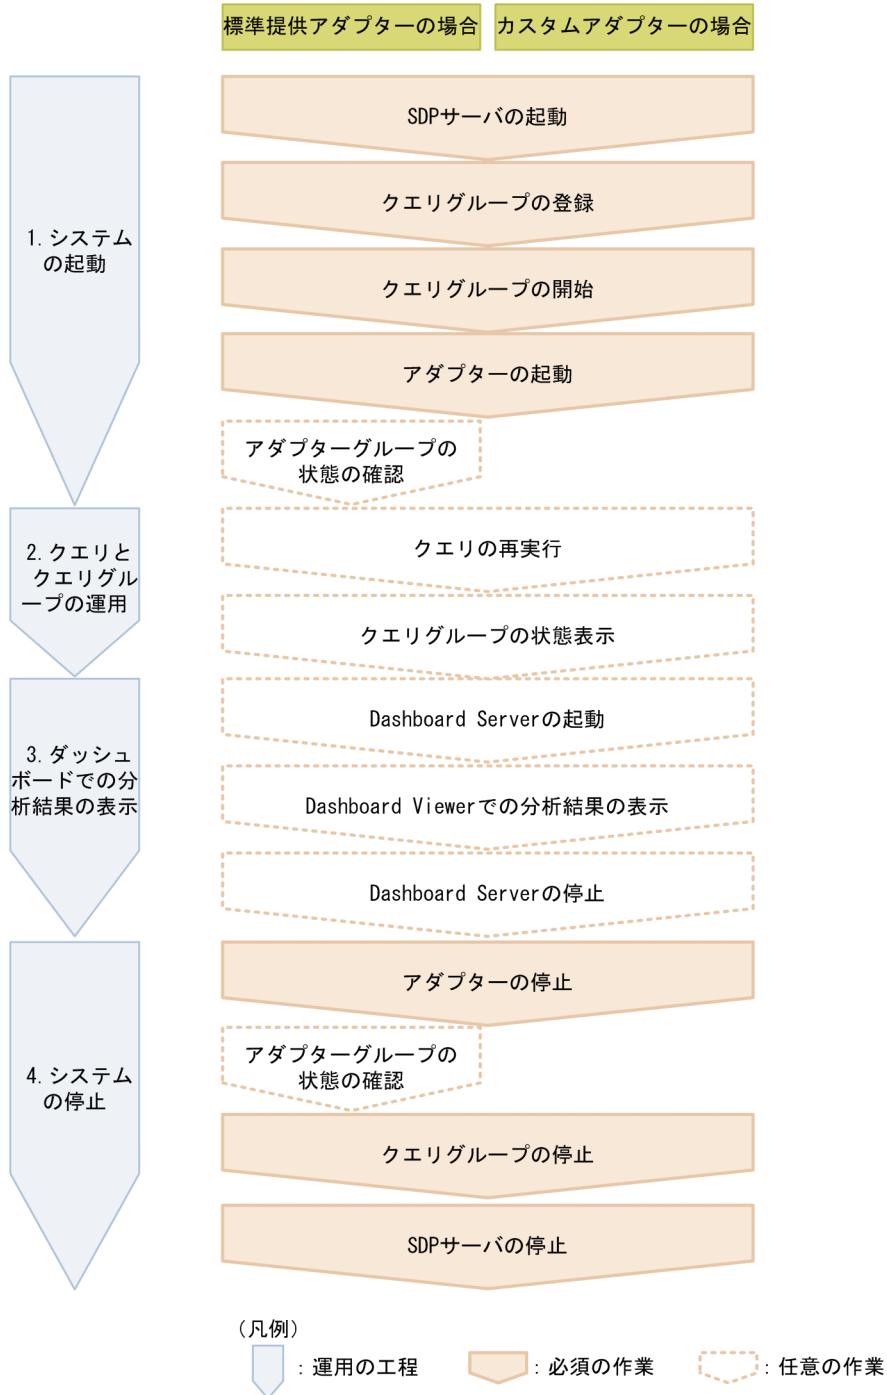 標準提供アダプターの場合
カスタムアダプターの場合
1.システム
の起動
SDPサーバの起動
クエリグループの登録
クエリグループの開始
アダプターの起動
アダプターグループの
状態の確認
2.クエリと
クエリグル
ープの運用
クエリの再実行
クエリグループの状態表示
3.ダッシュ
ボードでの分
析結果の表示
Dashboard Serverの起動
Dashboard Viewerでの分析結果の表示
Dashboard Serverの停止
4.システム
の停止
アダプターの停止
アダプターグループの
状態の確認
クエリグループの停止
SDPサーバの停止
(凡例)
：運用の工程
：必須の作業
：任意の作業